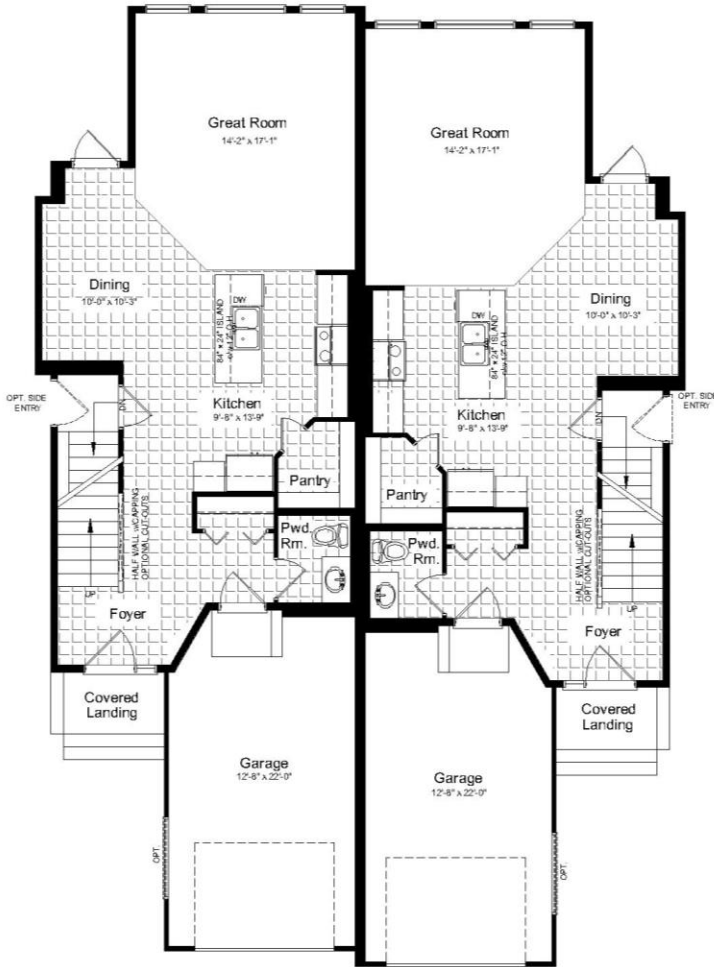 Great Room
14'-2" x 17'-1"
Great Room
14'-2" x 17'-1"
Dining
10'-0" x 10'-3"
Dining
10'-0" x 10'-3"
DW
84" * 24" ISLAND
c/w 12" O.H.
DW
84" * 24" ISLAND
c/w 12" O.H.
OPT. SIDE
ENTRY
DN
Kitchen
9'-8" x 13'-9"
Kitchen
9'-8" x 13'-9"
DN
OPT. SIDE
ENTRY
Pantry
Pantry
HALF WALL w/CAPPING
OPTIONAL CUT-OUTS
HALF WALL w/CAPPING
OPTIONAL CUT-OUTS
Pwd.
Rm.
Pwd.
Rm.
UP
Foyer
UP
Foyer
Covered
Landing
Covered
Landing
Garage
12'-8" x 22'-0"
Garage
12'-8" x 22'-0"
OPT.
OPT.